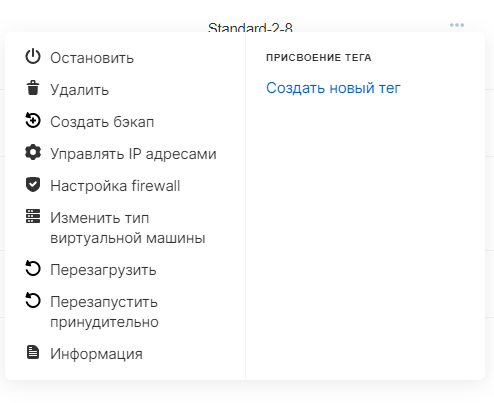 Standard-2-8
Остановить
Удалить
Создать бэкап
Управлять IP адресами
Настройка firewall
Изменить тип
виртуальной машины
Перезагрузить
Перезапустить
принудительно
Информация
ПРИСВОЕНИЕ ТЕГА
Создать новый тег